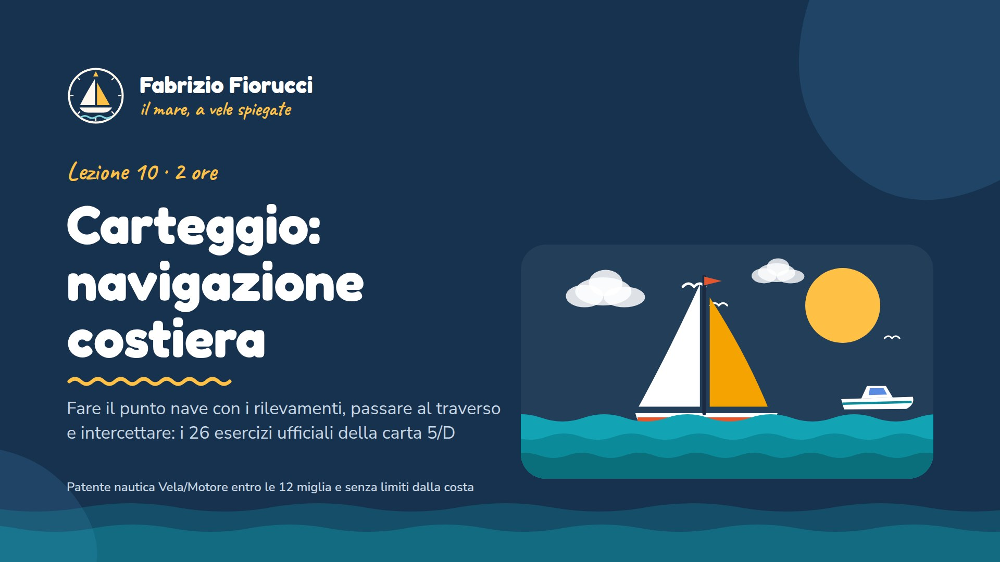 Fabrizio Fiorucci
il mare, a vele spiegate
Lezione 10 · 2 ore
Carteggio:
navigazione
costiera
Fare il punto nave con i rilevamenti, passare al traverso
e intercettare: i 26 esercizi ufficiali della carta 5/D
Patente nautica Vela/Motore entro le 12 miglia e senza limiti dalla costa